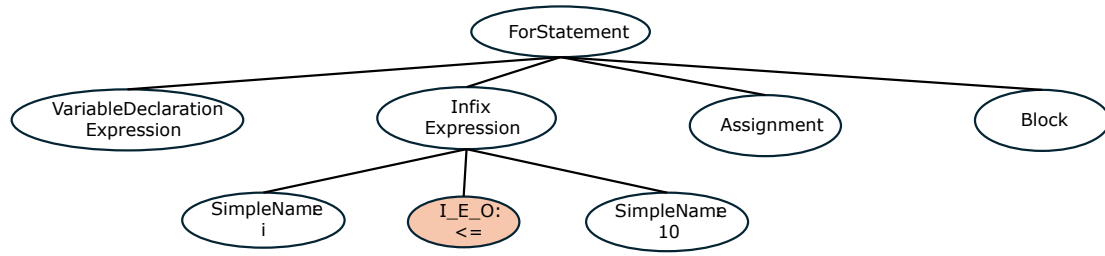 ForStatement
VariableDeclaration
Expression
Infix
Expression
Assignment
Block
SimpleName:
i
I_E_O:
<=
SimpleName:
10